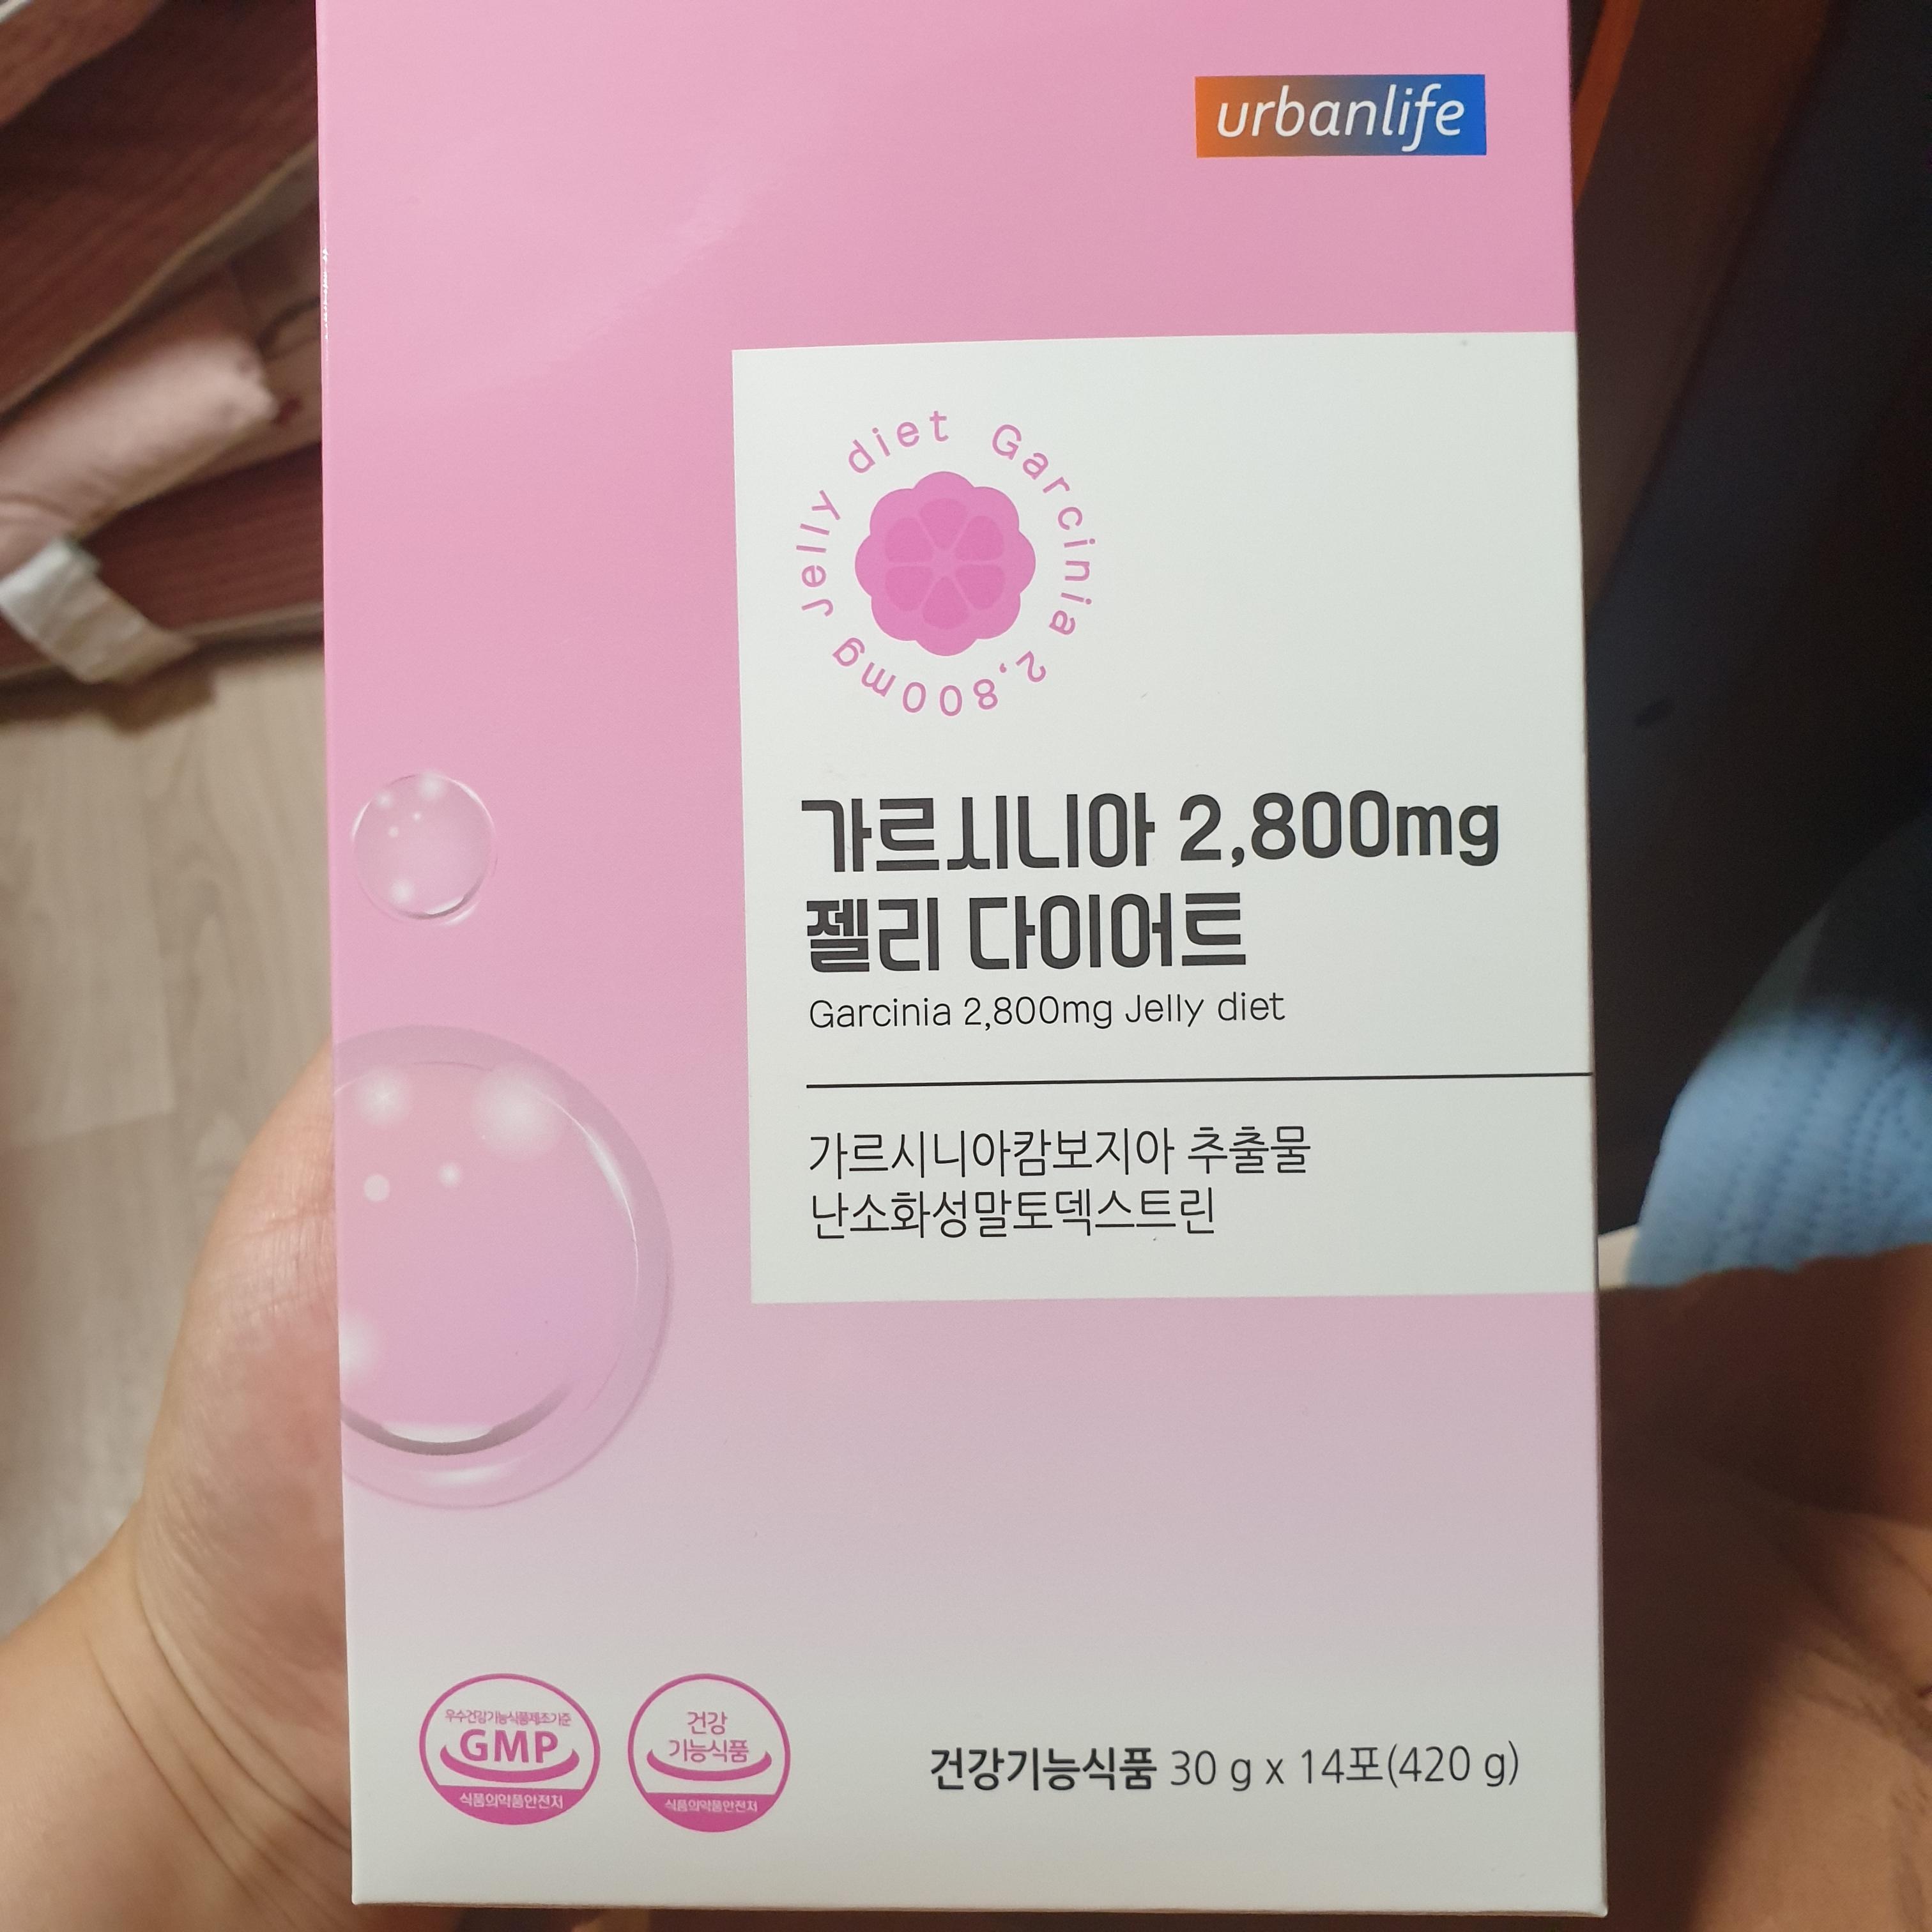 urbanlife
Garcinia 2,800mg Jelly diet
가르시니아 2,800mg
젤리 다이어트
Garcinia 2,800mg Jelly diet
가르시니아캄보지아 추출물
난소화성말토덱스트린
우수건강기능식품제조기준
GMP
식품의약품안전처
건강
기능식품
식품의약품안전처
건강기능식품 30 g x 14포(420 g)